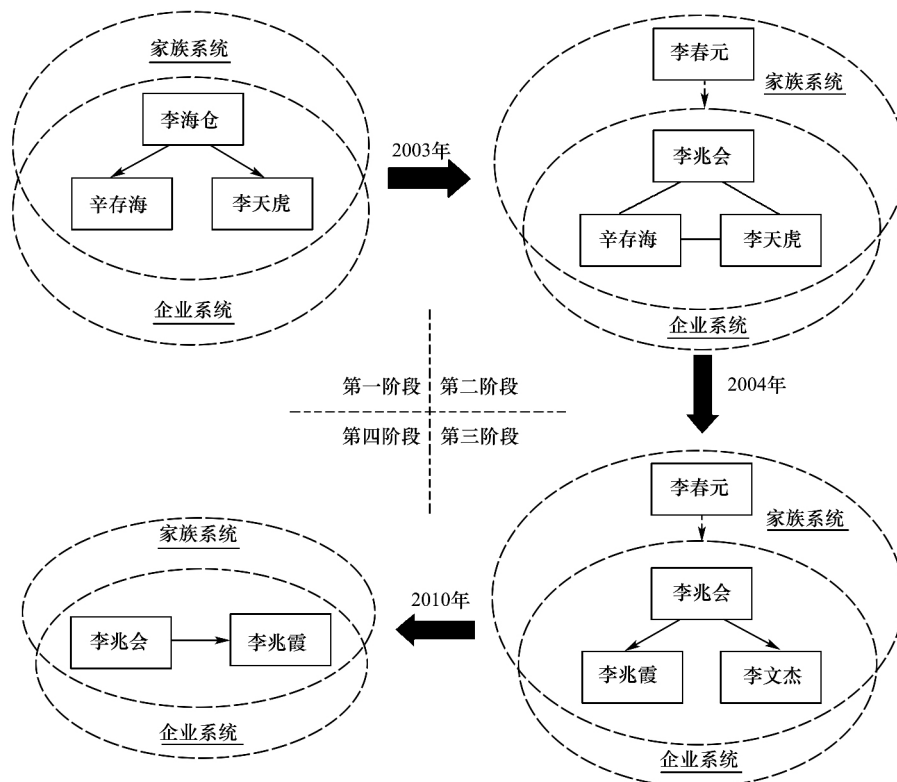 家族系统
李海仓
辛存海
李天虎
企业系统
2003年
李春元
家族系统
李兆会
辛存海
李天虎
企业系统
2004年
第一阶段
第二阶段
第四阶段
第三阶段
李春元
家族系统
李兆会
李兆霞
李文杰
企业系统
2010年
家族系统
李兆会
李兆霞
企业系统